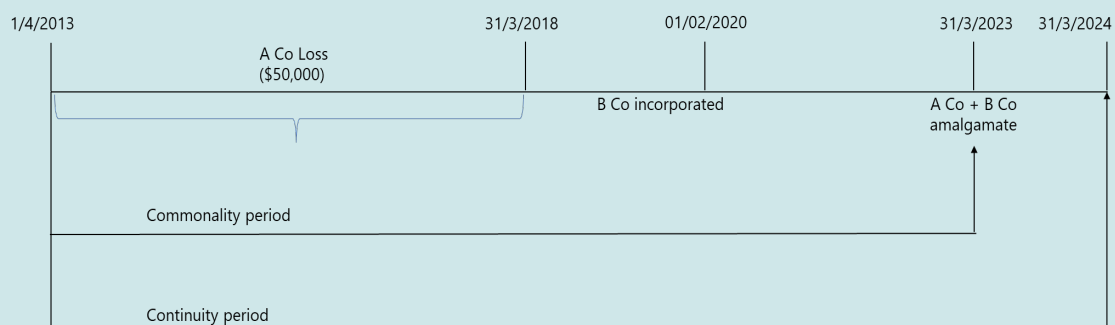 1/4/2013 31/3/2018 01/02/2020 31/3/2023 31/3/2024
A Co Loss
($50,000)
B Co incorporated
A Co + B Co
amalgamate
Commonality period
Continuity period